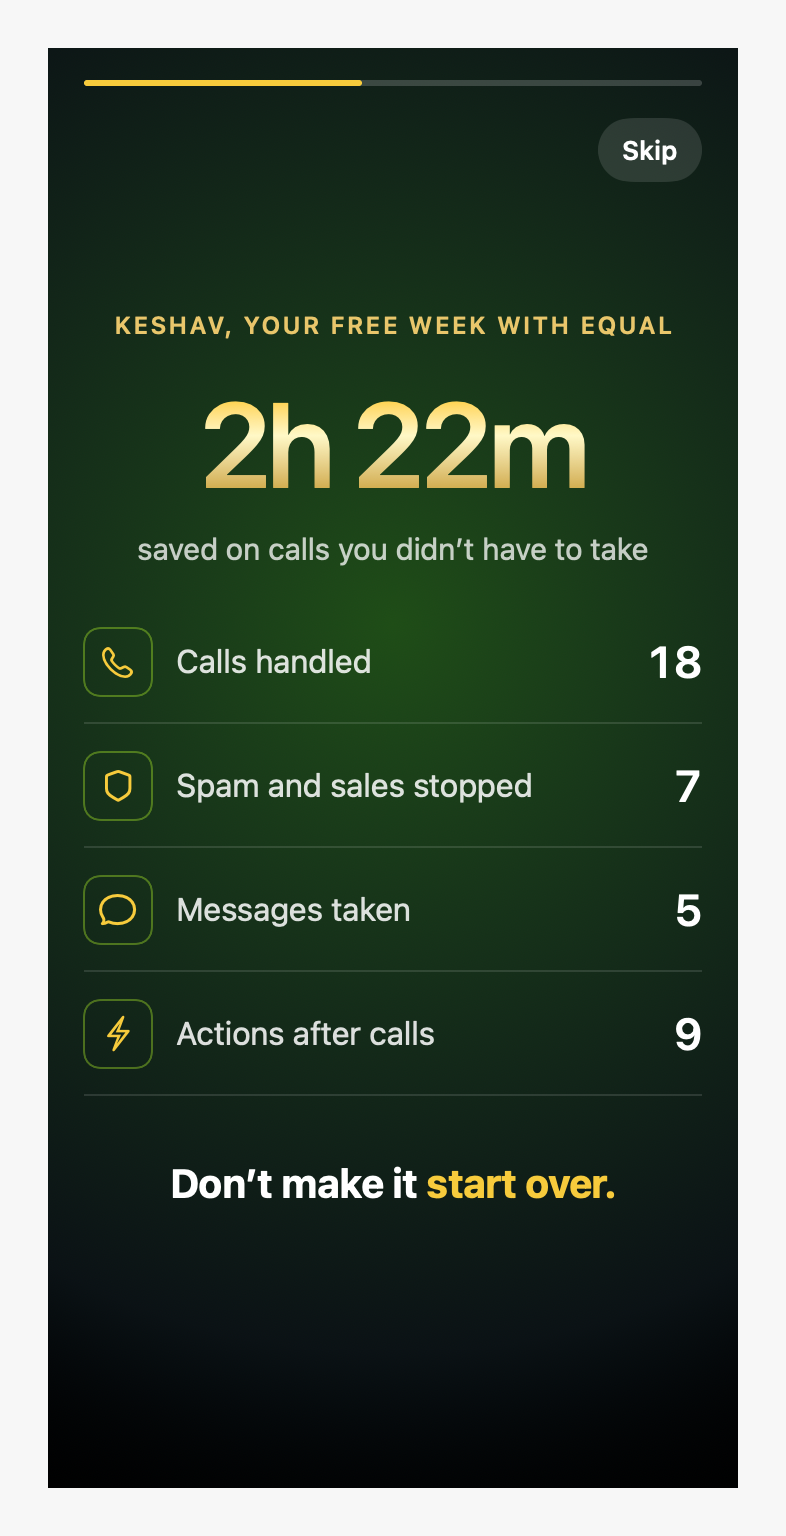 Skip
KESHAV, YOUR FREE WEEK WITH EQUAL
2h 22m
saved on calls you didn’t have to take
Calls handled 18
Spam and sales stopped 7
Messages taken 5
Actions after calls 9
Don’t make it start over.